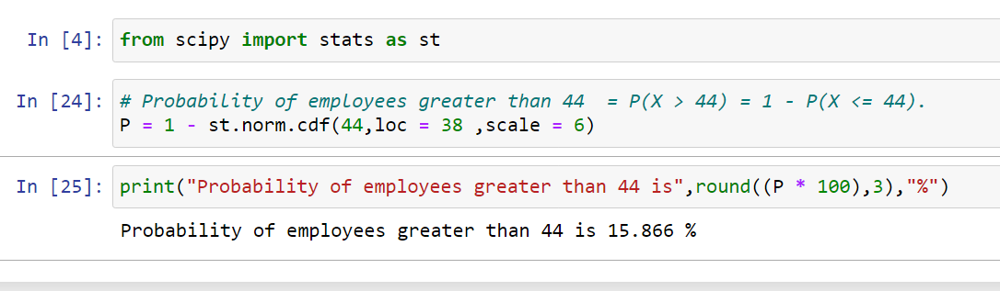 In [4]: from scipy import stats as st
In [24]: # Probability of employees greater than 44  = P(X > 44) = 1 - P(X <= 44).
P = 1 - st.norm.cdf(44,loc = 38 ,scale = 6)
In [25]: print("Probability of employees greater than 44 is",round((P * 100),3),"%")
Probability of employees greater than 44 is 15.866 %